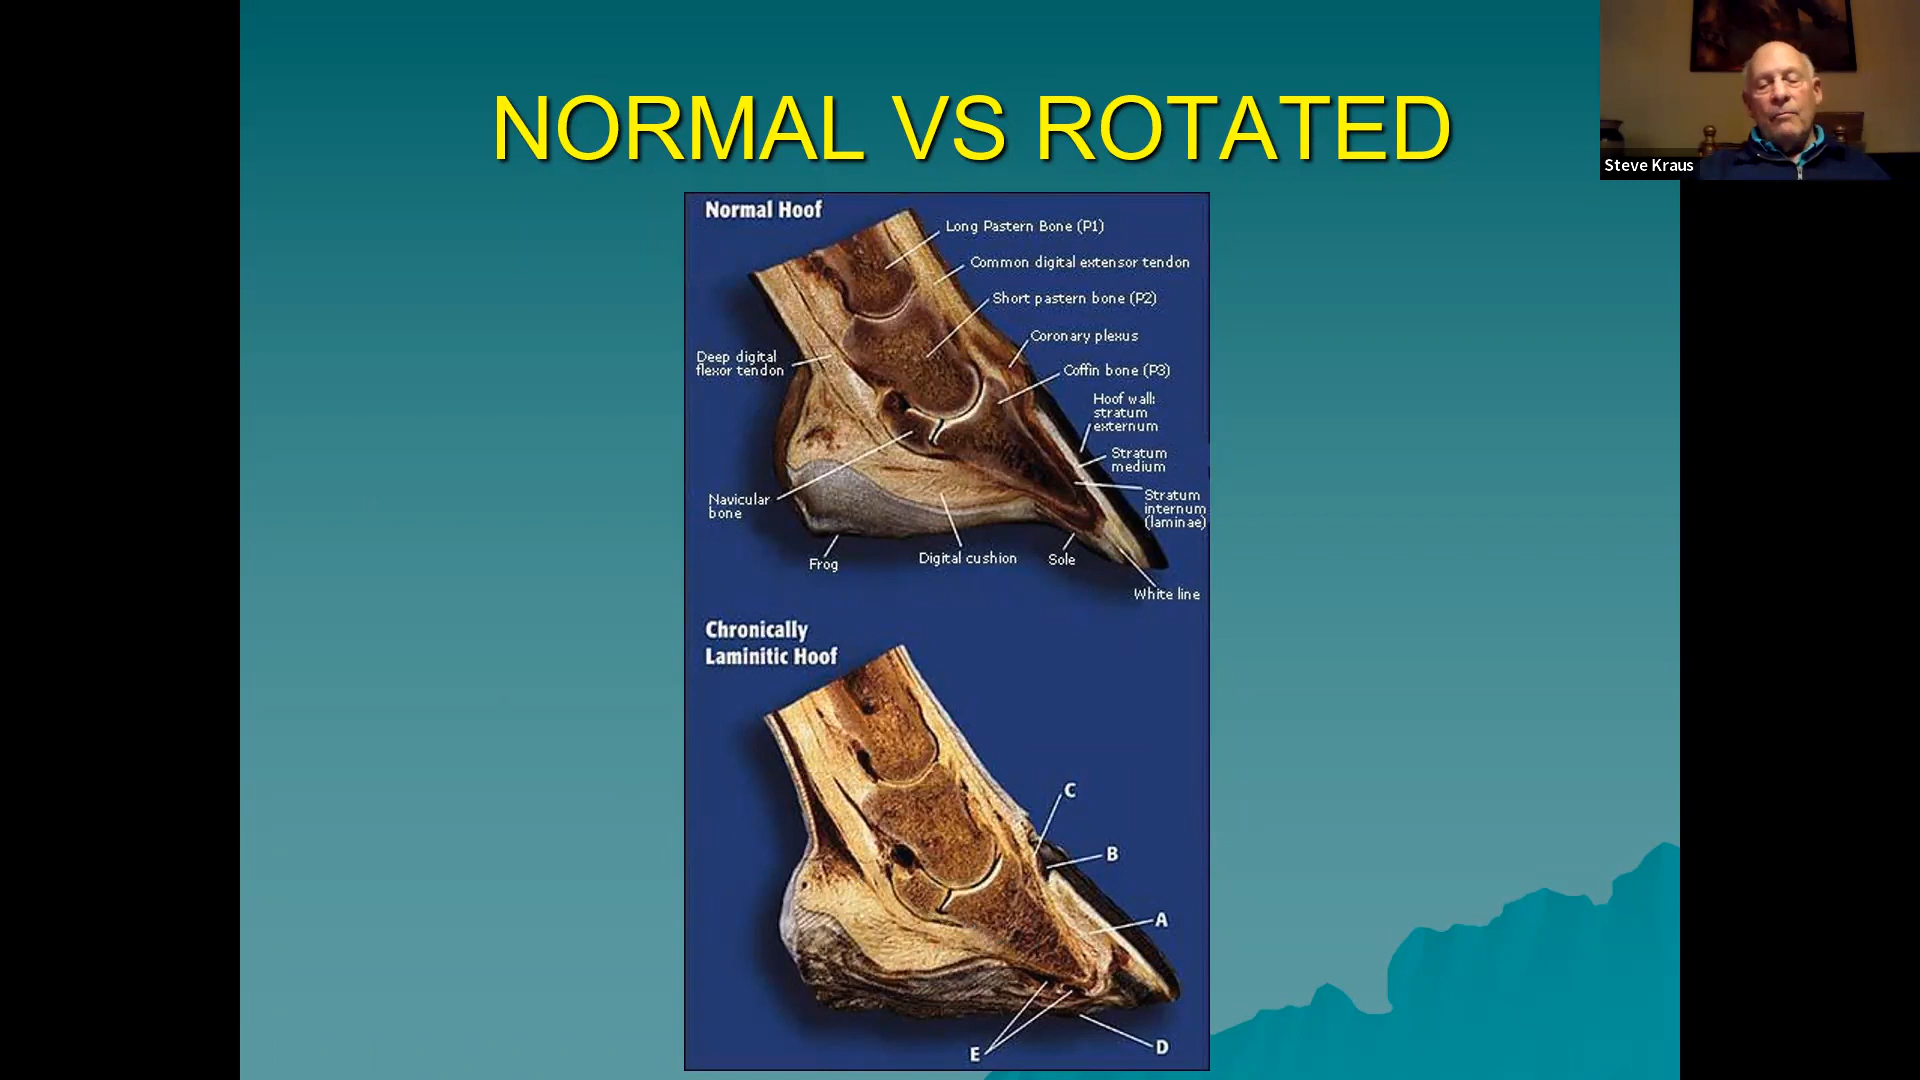 NORMAL VS ROTATED
Steve Kraus
Normal Hoof
Long Pastern Bone (P1)
Common digital extensor tendon
Short pastern bone (P2)
Coronary plexus
Deep digital
flexor tendon
Coffin bone (P3)
Hoof wall:
stratum
externum
Stratum
medium
Stratum
internum
(laminae)
Navicular
bone
Frog
Digital cushion
Sole
White line
Chronically
Laminitic Hoof
C
B
A
E
D